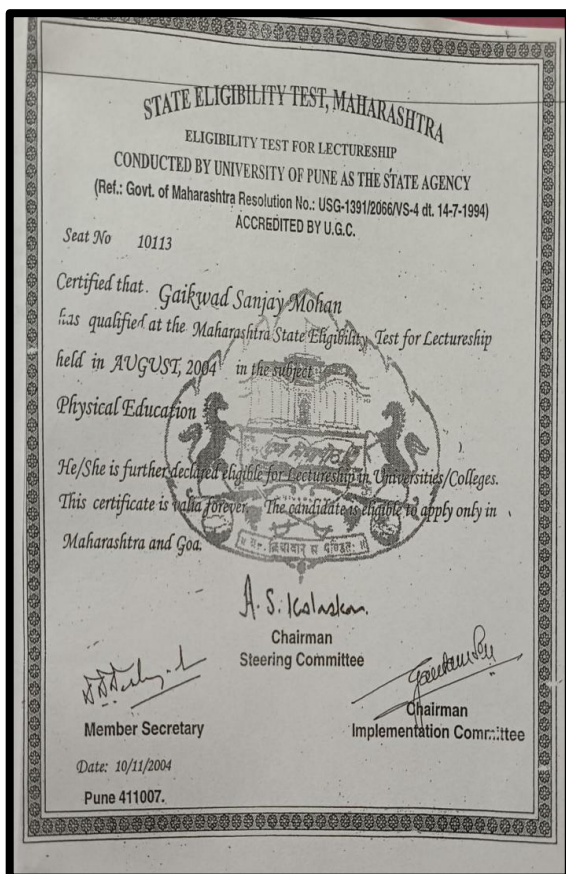 STATE ELIGIBILITY TEST, MAHARASHTRA
ELIGIBILITY TEST FOR LECTURESHIP
CONDUCTED BY UNIVERSITY OF PUNE AS THE STATE AGENCY
(Ref.: Govt. of Maharashtra Resolution No.: USG-1391/2066/VS-4 dt. 14-7-1994)
ACCREDITED BY U.G.C.
Seat No 10113
Certified that Gaikwad Sanjay Mohan
has qualified at the Maharashtra State Eligibility Test for Lectureship
held in AUGUST, 2004 in the subject
Physical Education
He/She is further declared eligible for Lectureship in Universities/Colleges.
This certificate is valid forever. The candidate is eligible to apply only in
Maharashtra and Goa.
A. S. Kolaskar.
Chairman
Steering Committee
Chairman
Member Secretary
Implementation Committee
Date: 10/11/2004
Pune 411007.